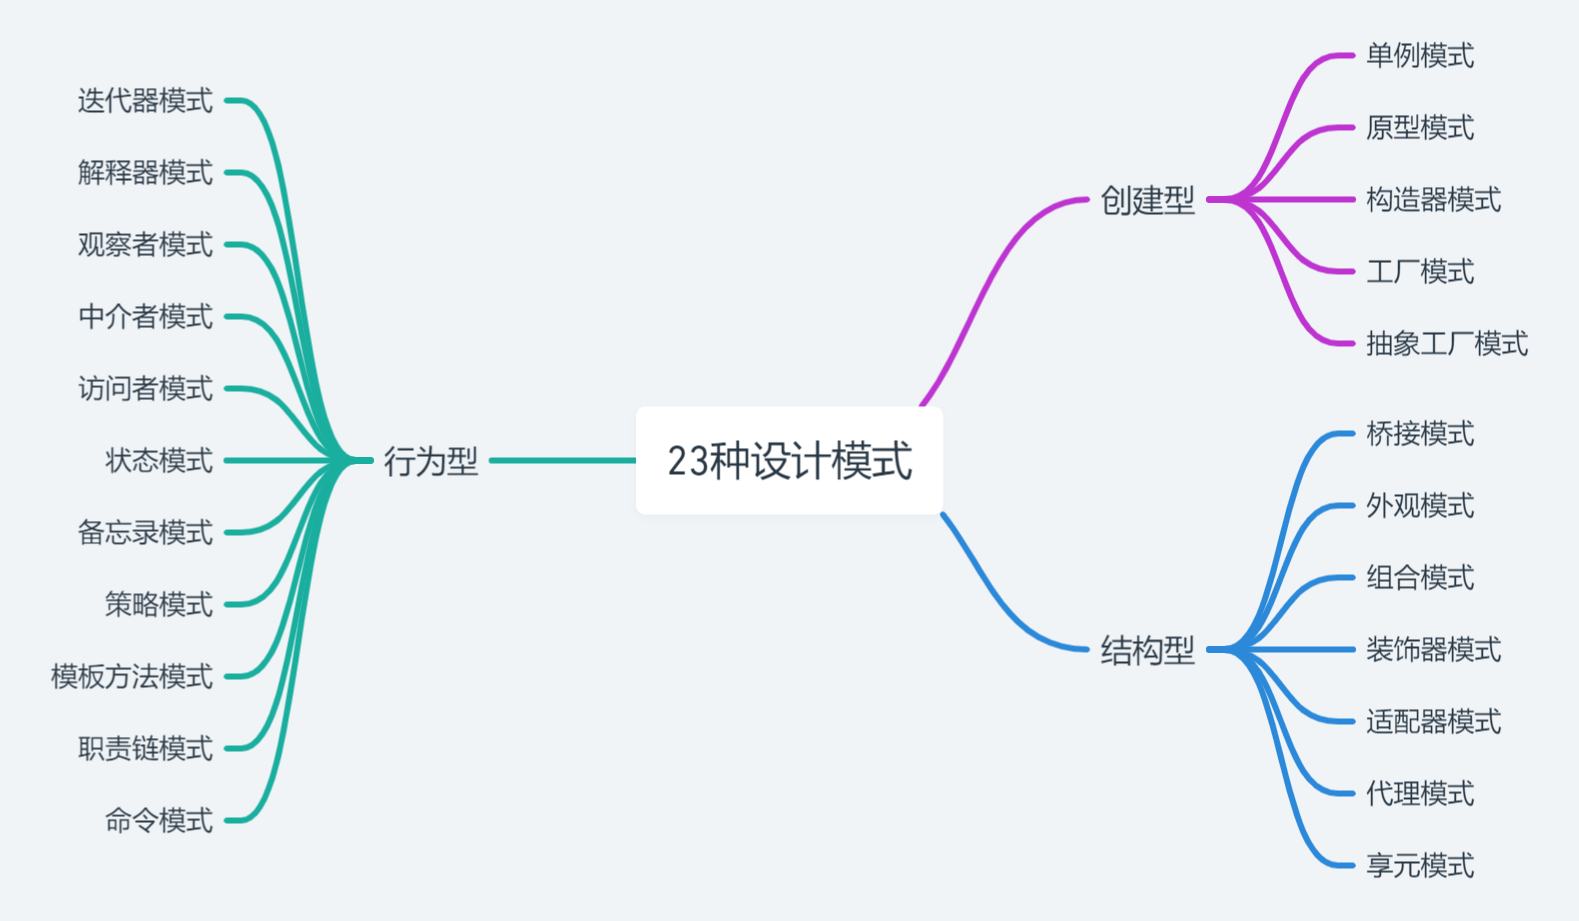 23种设计模式
创建型
单例模式
原型模式
构造器模式
工厂模式
抽象工厂模式
结构型
桥接模式
外观模式
组合模式
装饰器模式
适配器模式
代理模式
享元模式
行为型
迭代器模式
解释器模式
观察者模式
中介者模式
访问者模式
状态模式
备忘录模式
策略模式
模板方法模式
职责链模式
命令模式